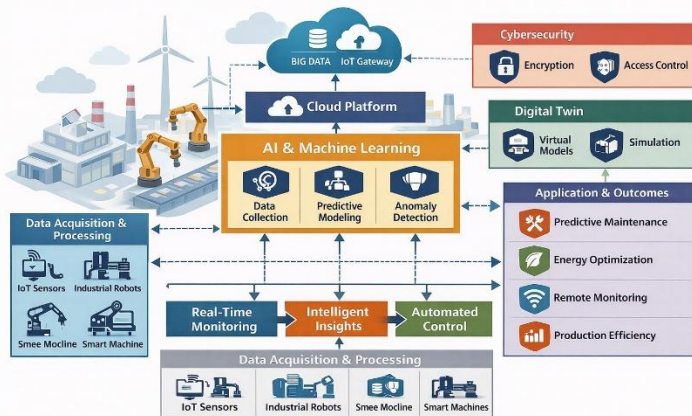 BIG DATA
IoT Gateway
Cloud Platform
Cybersecurity
Encryption
Access Control
Digital Twin
Virtual
Models
Simulation
AI & Machine Learning
Data
Collection
Predictive
Modeling
Anomaly
Detection
Application & Outcomes
Predictive Maintenance
Energy Optimization
Remote Monitoring
Production Efficiency
Data Acquisition &
Processing
IoT Sensors
Industrial Robots
Smee Mocline
Smart Machine
Real-Time
Monitoring
Intelligent
Insights
Automated
Control
Data Acquisition & Processing
IoT Sensors
Industrial Robots
Smee Mocline
Smart Machines